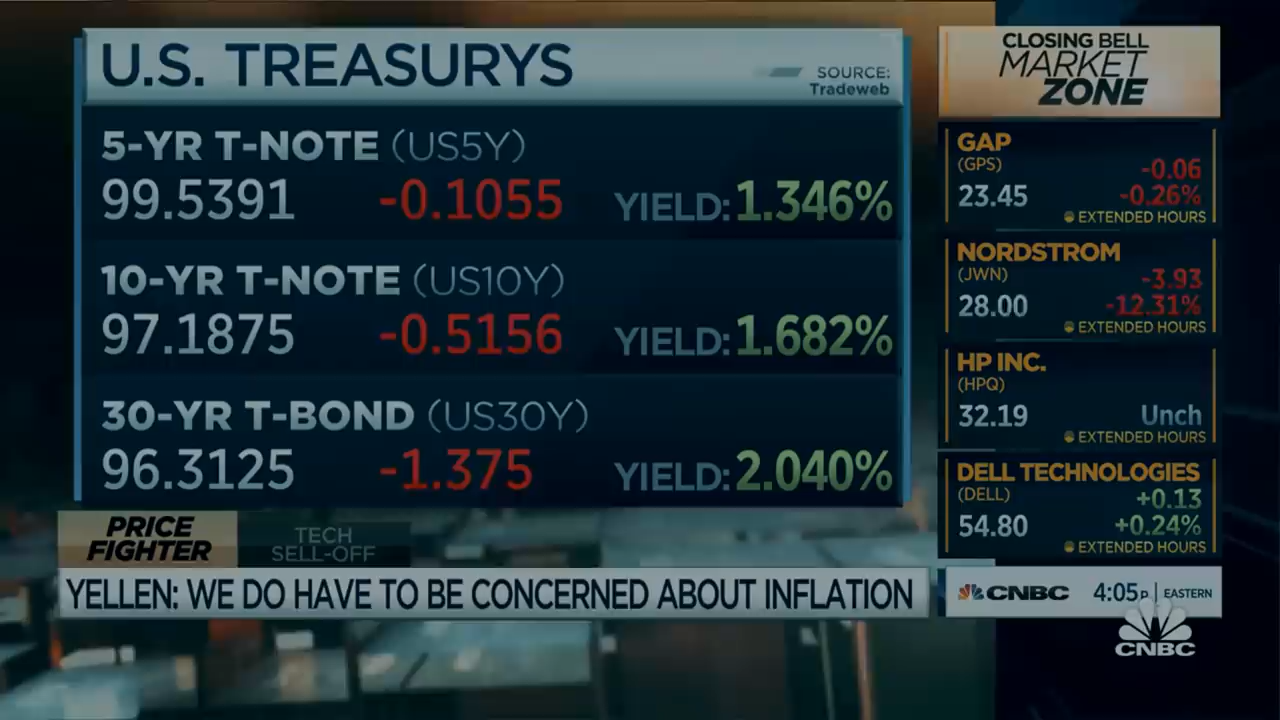 U.S. TREASURYS
SOURCE:
Tradeweb
5-YR T-NOTE (US5Y)
99.5391 -0.1055 YIELD: 1.346%
10-YR T-NOTE (US10Y)
97.1875 -0.5156 YIELD: 1.682%
30-YR T-BOND (US30Y)
96.3125 -1.375 YIELD: 2.040%
PRICE
FIGHTER
TECH
SELL-OFF
YELLEN: WE DO HAVE TO BE CONCERNED ABOUT INFLATION
CLOSING BELL
MARKET
ZONE
GAP
(GPS) -0.06
23.45 -0.26%
EXTENDED HOURS
NORDSTROM
(JWN) -3.93
28.00 -12.31%
EXTENDED HOURS
HP INC.
(HPQ)
32.19 Unch
EXTENDED HOURS
DELL TECHNOLOGIES
(DELL) +0.13
54.80 +0.24%
EXTENDED HOURS
CNBC 4:05P | EASTERN
CNBC